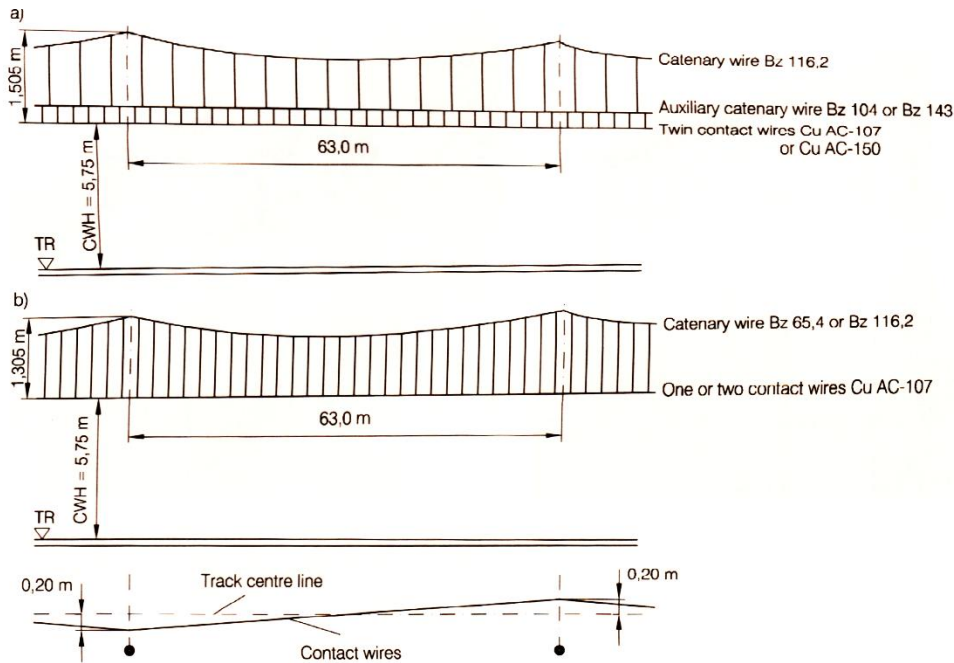 a)
1,505 m
Catenary wire Bz 116,2
Auxiliary catenary wire Bz 104 or Bz 143
Twin contact wires Cu AC-107
or Cu AC-150
63,0 m
CWH = 5,75 m
TR
b)
1,305 m
Catenary wire Bz 65,4 or Bz 116,2
One or two contact wires Cu AC-107
63,0 m
CWH = 5,75 m
TR
0,20 m
Track centre line
0,20 m
Contact wires